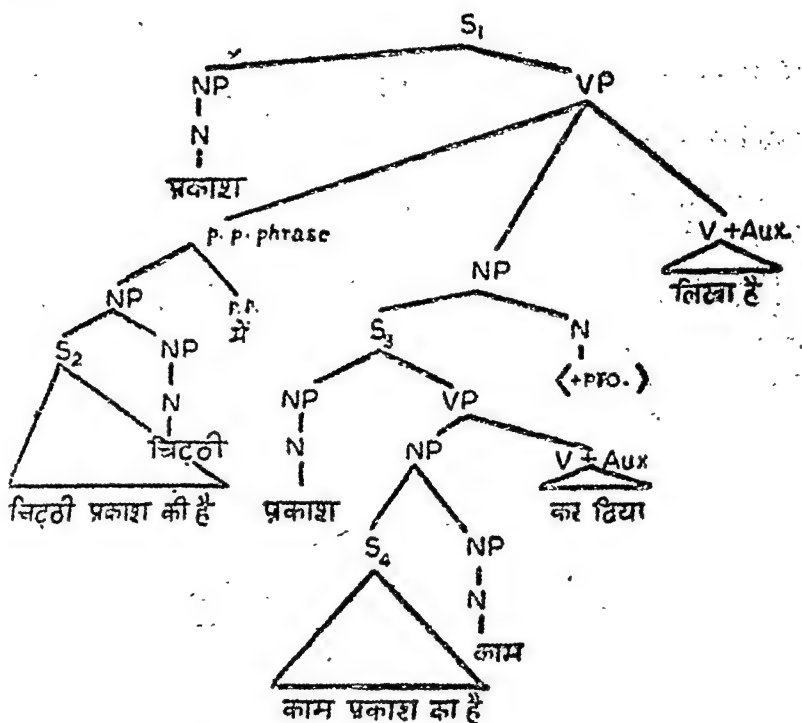 S₁
NP VP
N
प्रकाश
p. p. phrase NP V + Aux.
लिखा है
NP p.p. में S₃ N
S₂ NP <+pro.>
NP VP
N N NP V + Aux
चिट्ठी
चिट्ठी प्रकाश की है प्रकाश कर दिया
S₄ NP
N
काम
काम प्रकाश का है